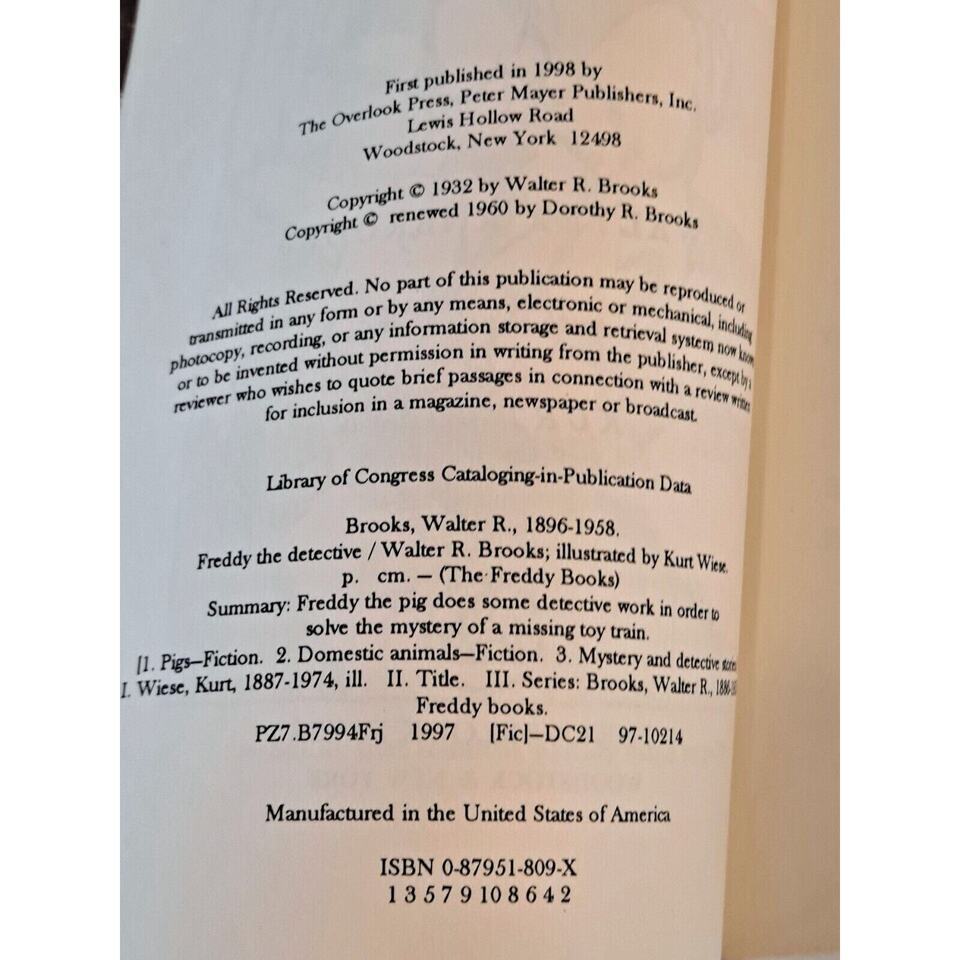 First published in 1998 by
The Overlook Press, Peter Mayer Publishers, Inc.
Lewis Hollow Road
Woodstock, New York 12498
Copyright © 1932 by Walter R. Brooks
Copyright © renewed 1960 by Dorothy R. Brooks
All Rights Reserved. No part of this publication may be reproduced or
transmitted in any form or by any means, electronic or mechanical, including
photocopy, recording, or any information storage and retrieval system now known
or to be invented without permission in writing from the publisher, except by a
reviewer who wishes to quote brief passages in connection with a review written
for inclusion in a magazine, newspaper or broadcast.
Library of Congress Cataloging-in-Publication Data
Brooks, Walter R., 1896-1958.
Freddy the detective / Walter R. Brooks; illustrated by Kurt Wiese.
p. cm. — (The Freddy Books)
Summary: Freddy the pig does some detective work in order to
solve the mystery of a missing toy train.
[1. Pigs—Fiction. 2. Domestic animals—Fiction. 3. Mystery and detective stories
I. Wiese, Kurt, 1887-1974, ill. II. Title. III. Series: Brooks, Walter R.,
Freddy books.
PZ7.B7994Frj 1997 [Fic]—DC21 97-10214
Manufactured in the United States of America
ISBN 0-87951-809-X
1 3 5 7 9 10 8 6 4 2